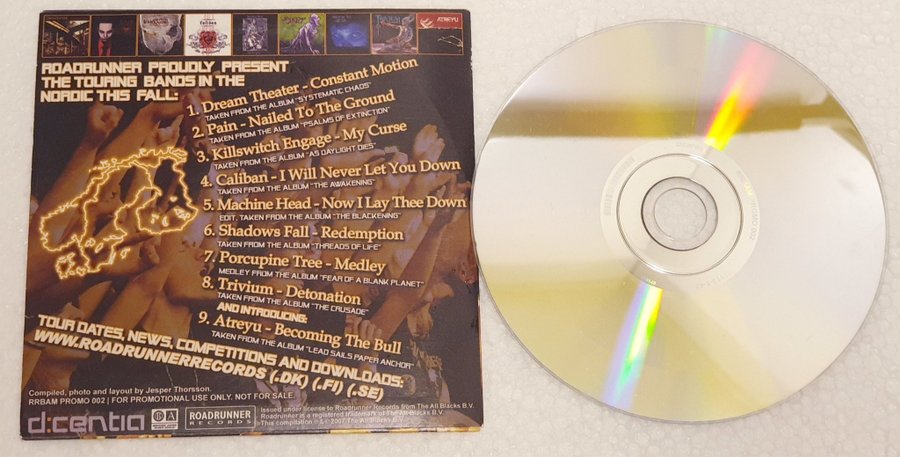 ATREYU
ROADRUNNER PROUDLY PRESENT
THE TOURING BANDS IN THE
NORDIC THIS FALL:
1. Dream Theater - Constant Motion
TAKEN FROM THE ALBUM "SYSTEMATIC CHAOS"
2. Pain - Nailed To The Ground
TAKEN FROM THE ALBUM "PSALMS OF EXTINCTION"
3. Killswitch Engage - My Curse
TAKEN FROM THE ALBUM "AS DAYLIGHT DIES"
4. Caliban - I Will Never Let You Down
TAKEN FROM THE ALBUM "THE AWAKENING"
5. Machine Head - Now I Lay Thee Down
EDIT. TAKEN FROM THE ALBUM "THE BLACKENING"
6. Shadows Fall - Redemption
TAKEN FROM THE ALBUM "THREADS OF LIFE"
7. Porcupine Tree - Medley
MEDLEY FROM THE ALBUM "FEAR OF A BLANK PLANET"
8. Trivium - Detonation
TAKEN FROM THE ALBUM "THE CRUSADE"
AND INTRODUCING:
9. Atreyu - Becoming The Bull
TAKEN FROM THE ALBUM "LEAD SAILS PAPER ANCHOR"
TOUR DATES, NEWS, COMPETITIONS AND DOWNLOADS:
WWW.ROADRUNNERRECORDS (.DK) (.FI) (.SE)
Compiled, photo and layout by Jesper Thorsson.
RRBAM PROMO 002 | FOR PROMOTIONAL USE ONLY. NOT FOR SALE.
d:centia
ROADRUNNER
RECORDS
Issued under license to Roadrunner Records from The All Blacks B.V.
Roadrunner is a registered trademark of The All Blacks B.V.
This compilation ℗ & © 2007 The All Blacks B.V.